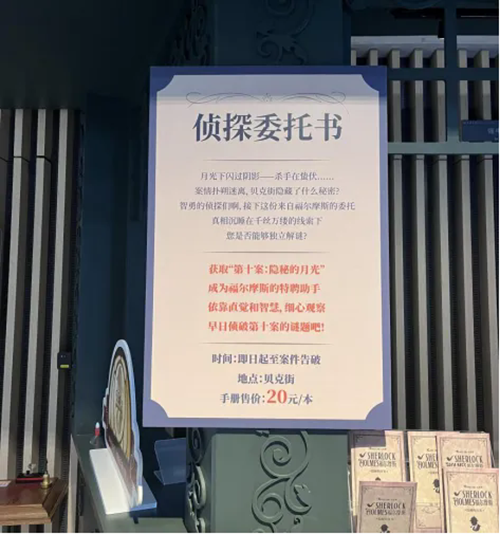 侦探委托书
月光下闪过阴影——杀手在蛰伏……
案情扑朔迷离,贝克街隐藏了什么秘密?
智勇的侦探们啊,接下这份来自福尔摩斯的委托
真相沉睡在千丝万缕的线索下
您是否能够独立解谜?
获取“第十案:隐秘的月光”
成为福尔摩斯的特聘助手
依靠直觉和智慧,细心观察
早日侦破第十案的谜题吧!
时间:即日起至案件告破
地点:贝克街
手册售价:20元/本
SHERLOCK
HOLMES
SHERLOCK
HOLMES
SHERLOCK
SHERLOCK
HOLMES
SHERLOCK
HOLMES